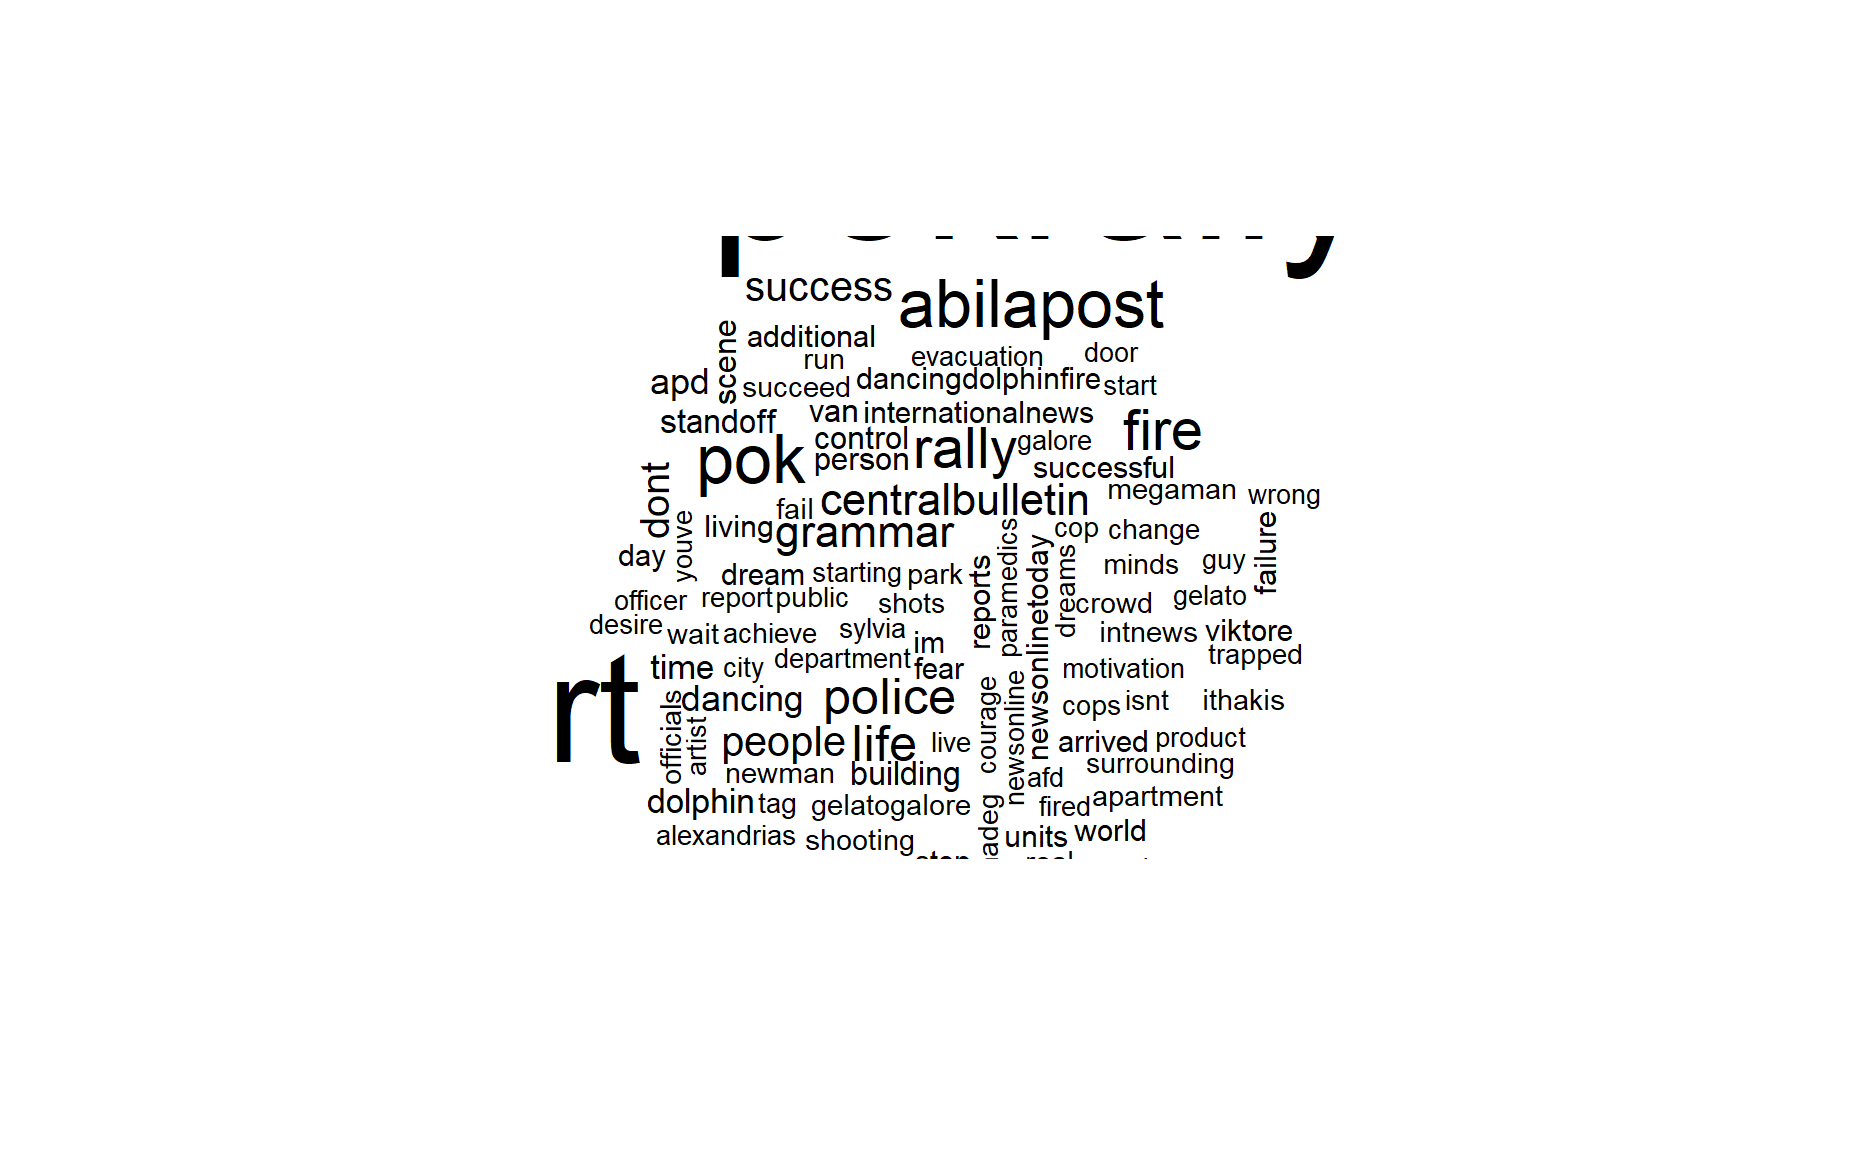 success
abilapost
scene
additional
run
evacuation
door
apd
succeed
dancingdolphinfire
start
standoff
van
internationalnews
fire
control
rally
galore
pok
person
successful
dont
fail
centralbulletin
megaman
wrong
youve
living
grammar
paramedics
cop
change
failure
day
dream
starting
park
reports
newsonlinetoday
dreams
minds
guy
officer
report
public
shots
crowd
gelato
desire
wait
achieve
sylvia
im
intnews
viktore
rt
time
city
department
fear
motivation
trapped
officials
dancing
police
courage
newsonline
cops
isnt
ithakis
artist
people
life
live
arrived
product
newman
building
afd
surrounding
dolphin
tag
gelatogalore
fired
apartment
alexandrias
shooting
units
world